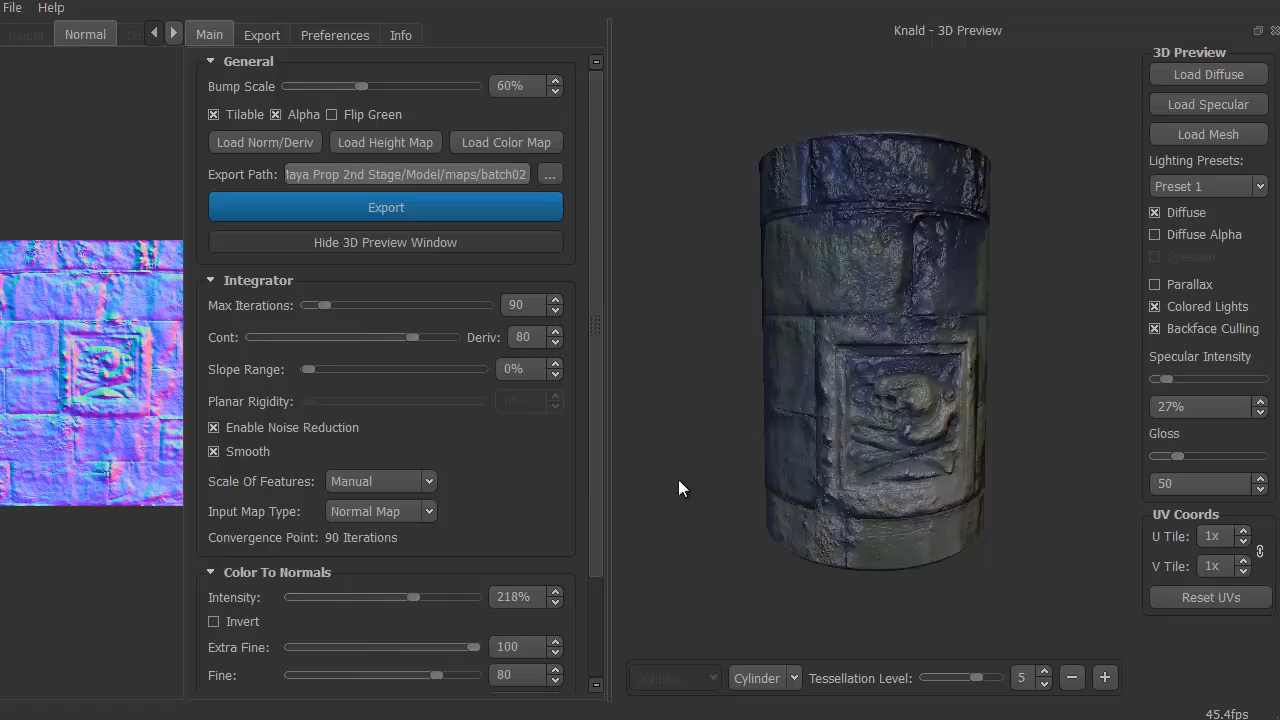 File Help
Normal Main Export Preferences Info
Knald - 3D Preview
General
Bump Scale 60%
Tilable Alpha Flip Green
Load Norm/Deriv Load Height Map Load Color Map
Export Path: Maya Prop 2nd Stage/Model/maps/batch02 ...
Export
Hide 3D Preview Window
Integrator
Max Iterations: 90
Cont: Deriv: 80
Slope Range: 0%
Planar Rigidity: 0%
Enable Noise Reduction
Smooth
Scale Of Features: Manual
Input Map Type: Normal Map
Convergence Point: 90 Iterations
Color To Normals
Intensity: 218%
Invert
Extra Fine: 100
Fine: 80
Lighting Cylinder Tessellation Level: 5
3D Preview
Load Diffuse
Load Specular
Load Mesh
Lighting Presets:
Preset 1
Diffuse
Diffuse Alpha
Specular
Parallax
Colored Lights
Backface Culling
Specular Intensity
27%
Gloss
50
UV Coords
U Tile: 1x
V Tile: 1x
Reset UVs
45.4fps